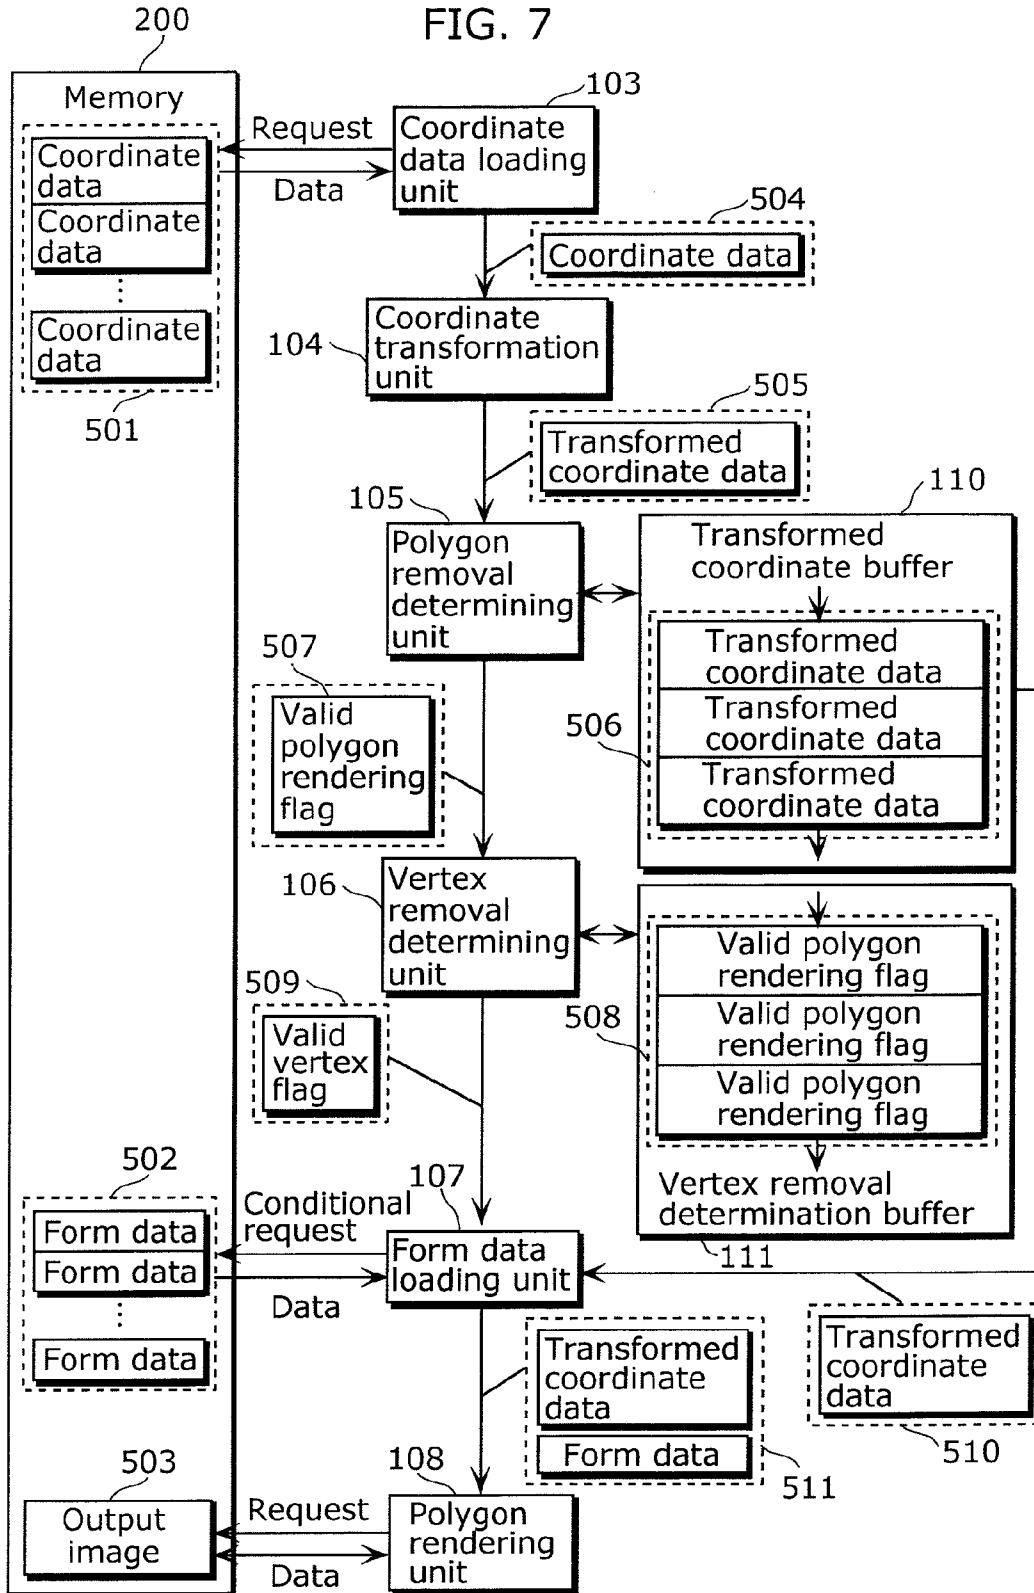 FIG. 7
200
Memory
103
Request
Data
Coordinate
data loading
unit
Coordinate
data
Coordinate
data
Coordinate
data
501
504
Coordinate data
104
Coordinate
transformation
unit
505
Transformed
coordinate data
105
Polygon
removal
determining
unit
110
Transformed
coordinate buffer
Transformed
coordinate data
Transformed
coordinate data
Transformed
coordinate data
506
507
Valid
polygon
rendering
flag
106
Vertex
removal
determining
unit
508
Valid polygon
rendering flag
Valid polygon
rendering flag
Valid polygon
rendering flag
Vertex removal
determination buffer
111
509
Valid
vertex
flag
502
Form data
Form data
Form data
Conditional
request
Data
107
Form data
loading unit
Transformed
coordinate
data
510
Transformed
coordinate
data
Form data
511
503
Output
image
Request
Data
108
Polygon
rendering
unit